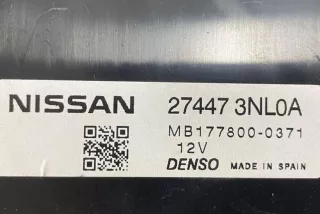 NISSAN 27447 3NL0A
MB177800-0371
12V
DENSO MADE IN SPAIN